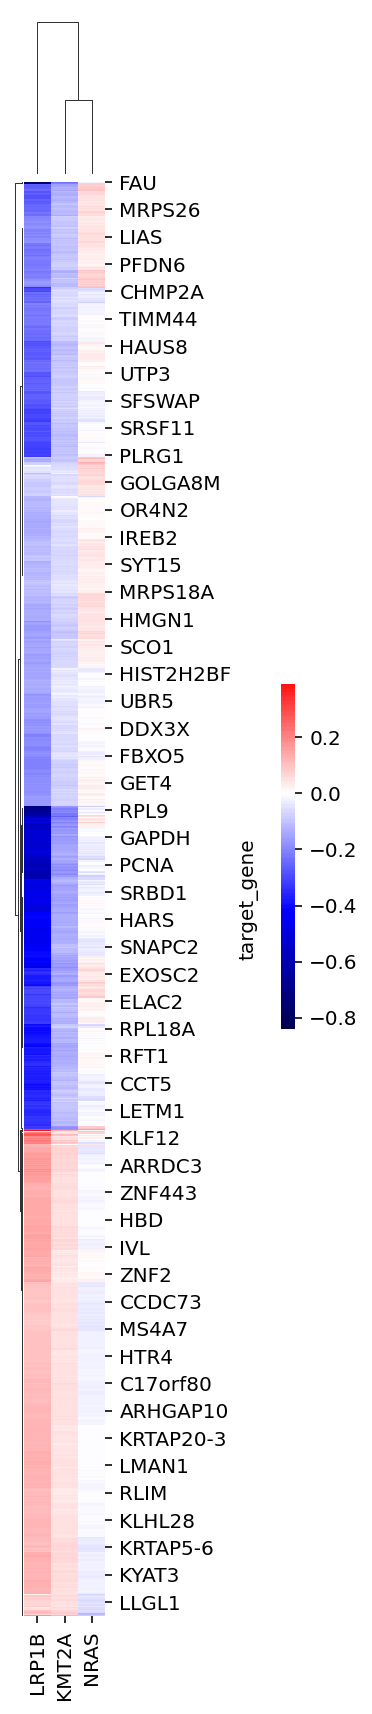 FAU
MRPS26
LIAS
PFDN6
CHMP2A
TIMM44
HAUS8
UTP3
SFSWAP
SRSF11
PLRG1
GOLGA8M
OR4N2
IREB2
SYT15
MRPS18A
HMGN1
SCO1
HIST2H2BF
UBR5
DDX3X
FBXO5
GET4
RPL9
GAPDH
PCNA
SRBD1
HARS
SNAPC2
EXOSC2
ELAC2
RPL18A
RFT1
CCT5
LETM1
KLF12
ARRDC3
ZNF443
HBD
IVL
ZNF2
CCDC73
MS4A7
HTR4
C17orf80
ARHGAP10
KRTAP20-3
LMAN1
RLIM
KLHL28
KRTAP5-6
KYAT3
LLGL1
LRP1B
KMT2A
NRAS
target_gene
0.2
0.0
−0.2
−0.4
−0.6
−0.8